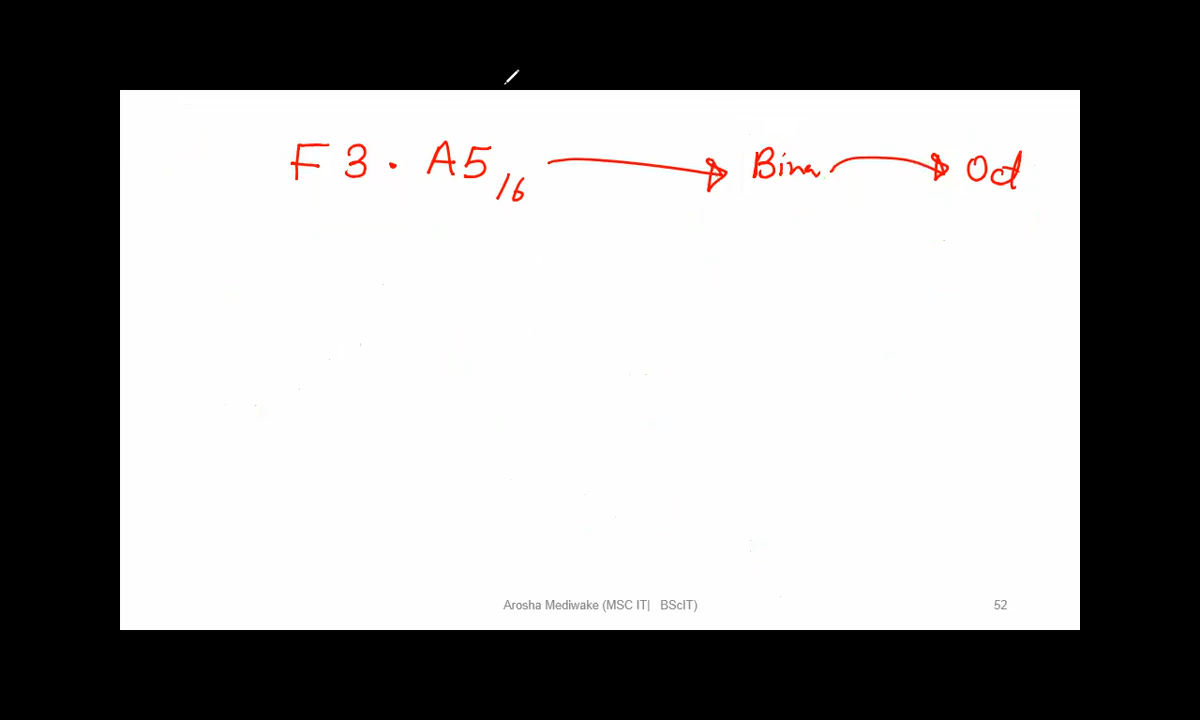 F3.A5₁₆ → Bina → Oct
Arosha Mediwake (MSC IT| BScIT) 52